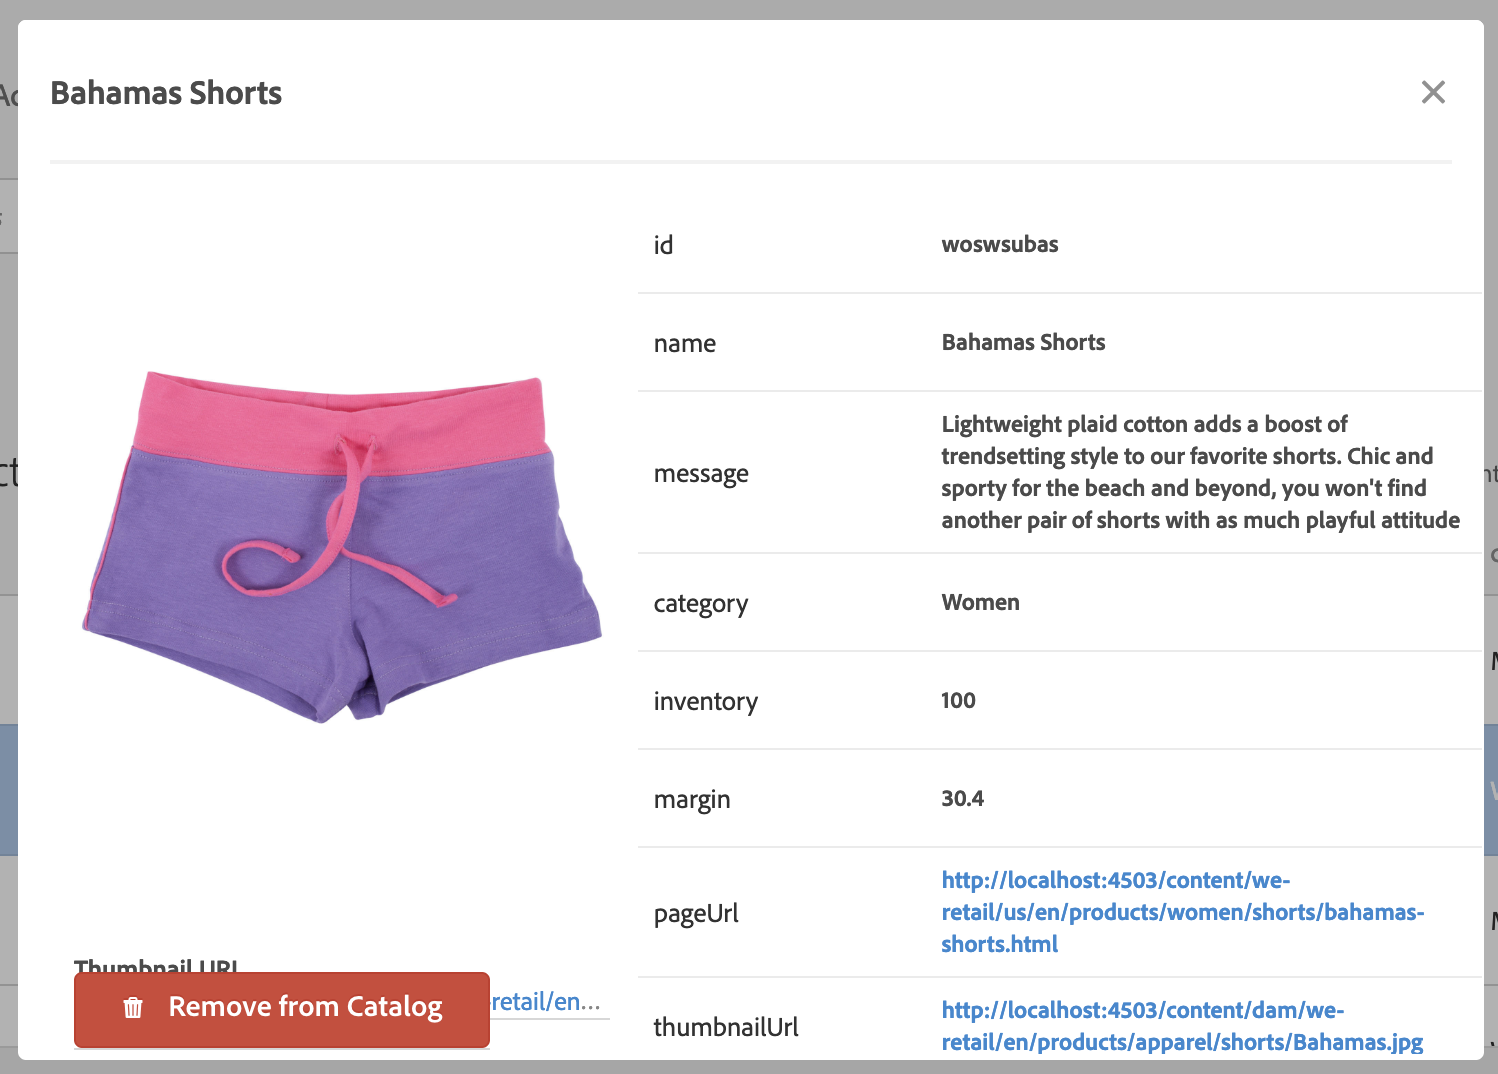 Bahamas Shorts
id
woswsubas
name
Bahamas Shorts
message
Lightweight plaid cotton adds a boost of
trendsetting style to our favorite shorts. Chic and
sporty for the beach and beyond, you won't find
another pair of shorts with as much playful attitude
category
Women
inventory
100
margin
30.4
pageUrl
http://localhost:4503/content/we-
retail/us/en/products/women/shorts/bahamas-
shorts.html
thumbnailUrl
http://localhost:4503/content/dam/we-
retail/en/products/apparel/shorts/Bahamas.jpg
Thumbnail URL
-retail/en...
Remove from Catalog